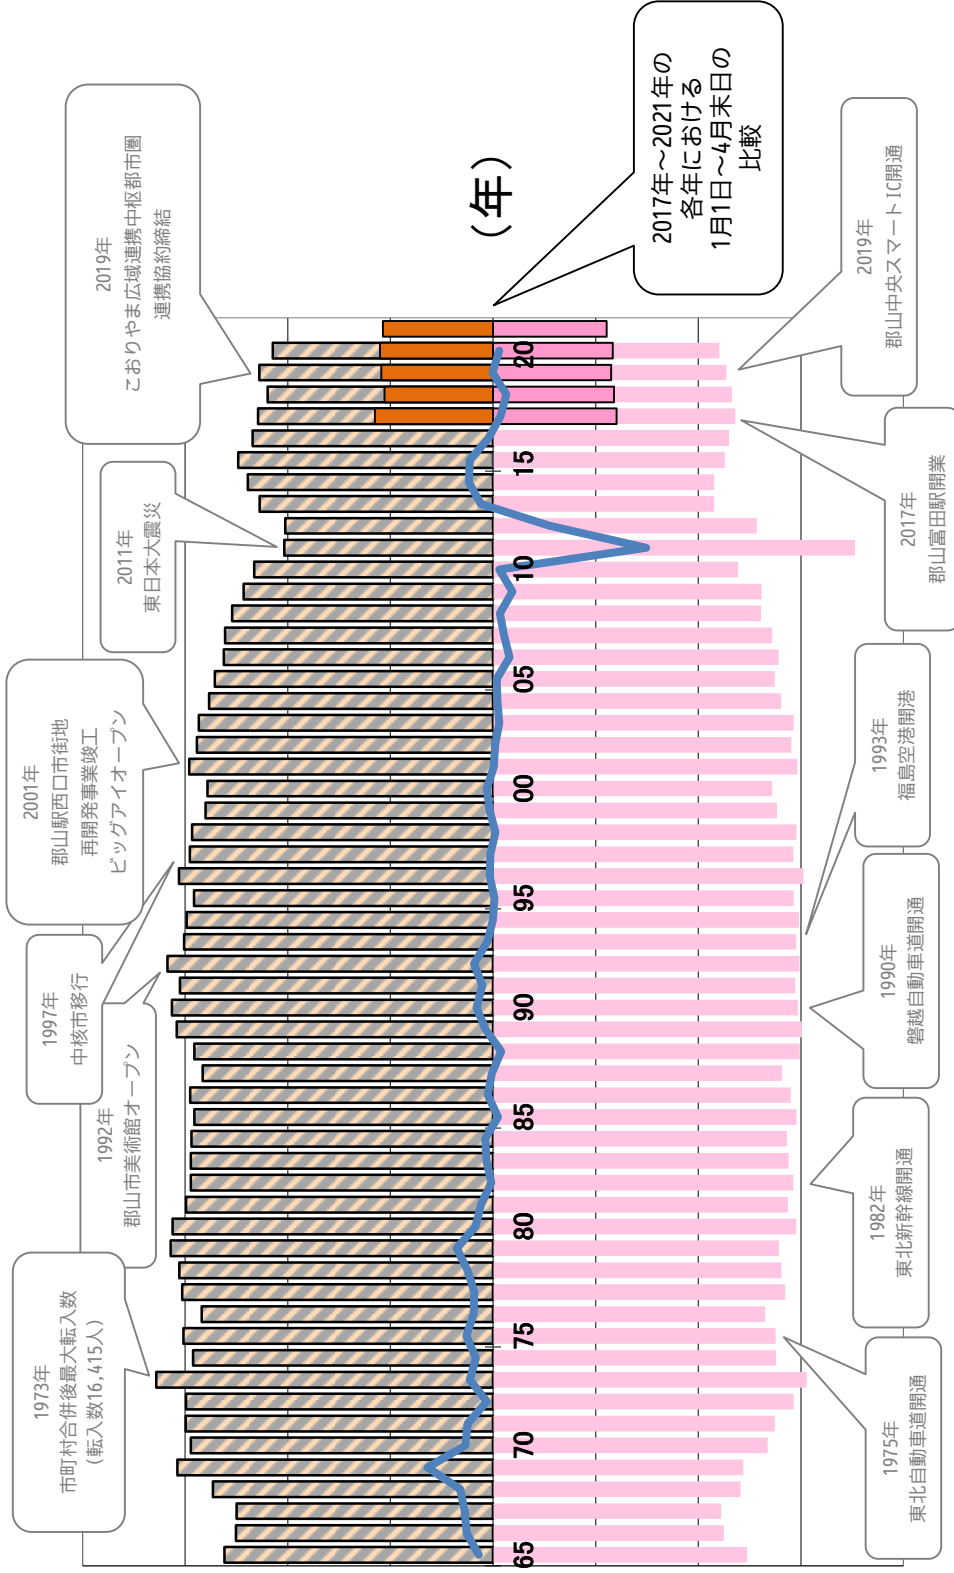 1973年
市町村合併後最大転入数
(転入数16,415人)
1992年
郡山市美術館オープン
1997年
中核市移行
2001年
郡山駅西口市街地
再開発事業竣工
ビッグアイオープン
2011年
東日本大震災
2019年
こおりやま広域連携中枢都市圏
連携協約締結
65
70
75
80
85
90
95
00
05
10
15
20
(年)
2017年～2021年の
各年における
1月1日～4月末日の
比較
1975年
東北自動車道開通
1982年
東北新幹線開通
1990年
磐越自動車道開通
1993年
福島空港開港
2017年
郡山富田駅開業
2019年
郡山中央スマートIC開通